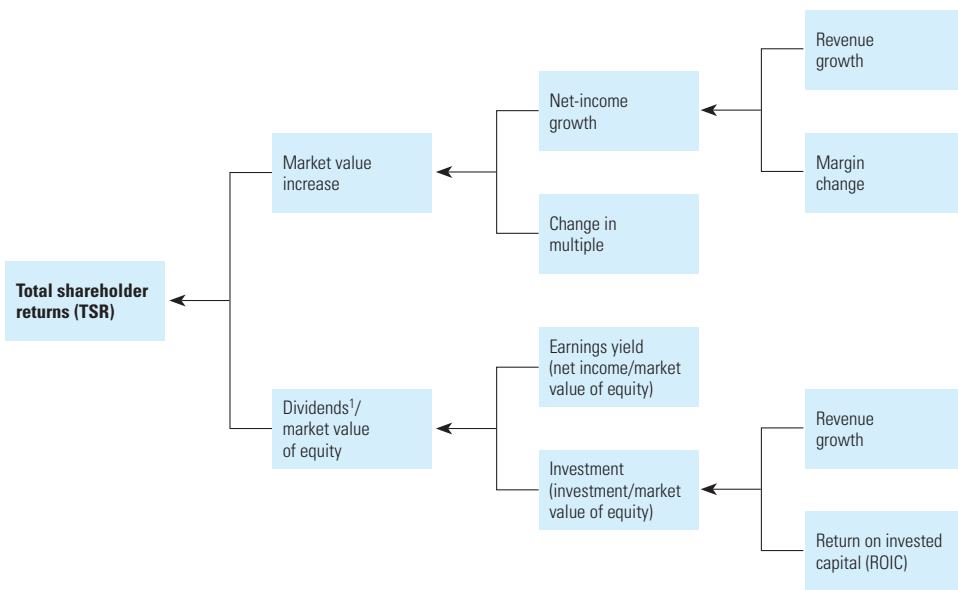 Revenue
growth
Net-income
growth
Market value
increase
Margin
change
Change in
multiple
Total shareholder
returns (TSR)
Earnings yield
(net income/market
value of equity)
Dividends¹/
market value
of equity
Revenue
growth
Investment
(investment/market
value of equity)
Return on invested
capital (ROIC)